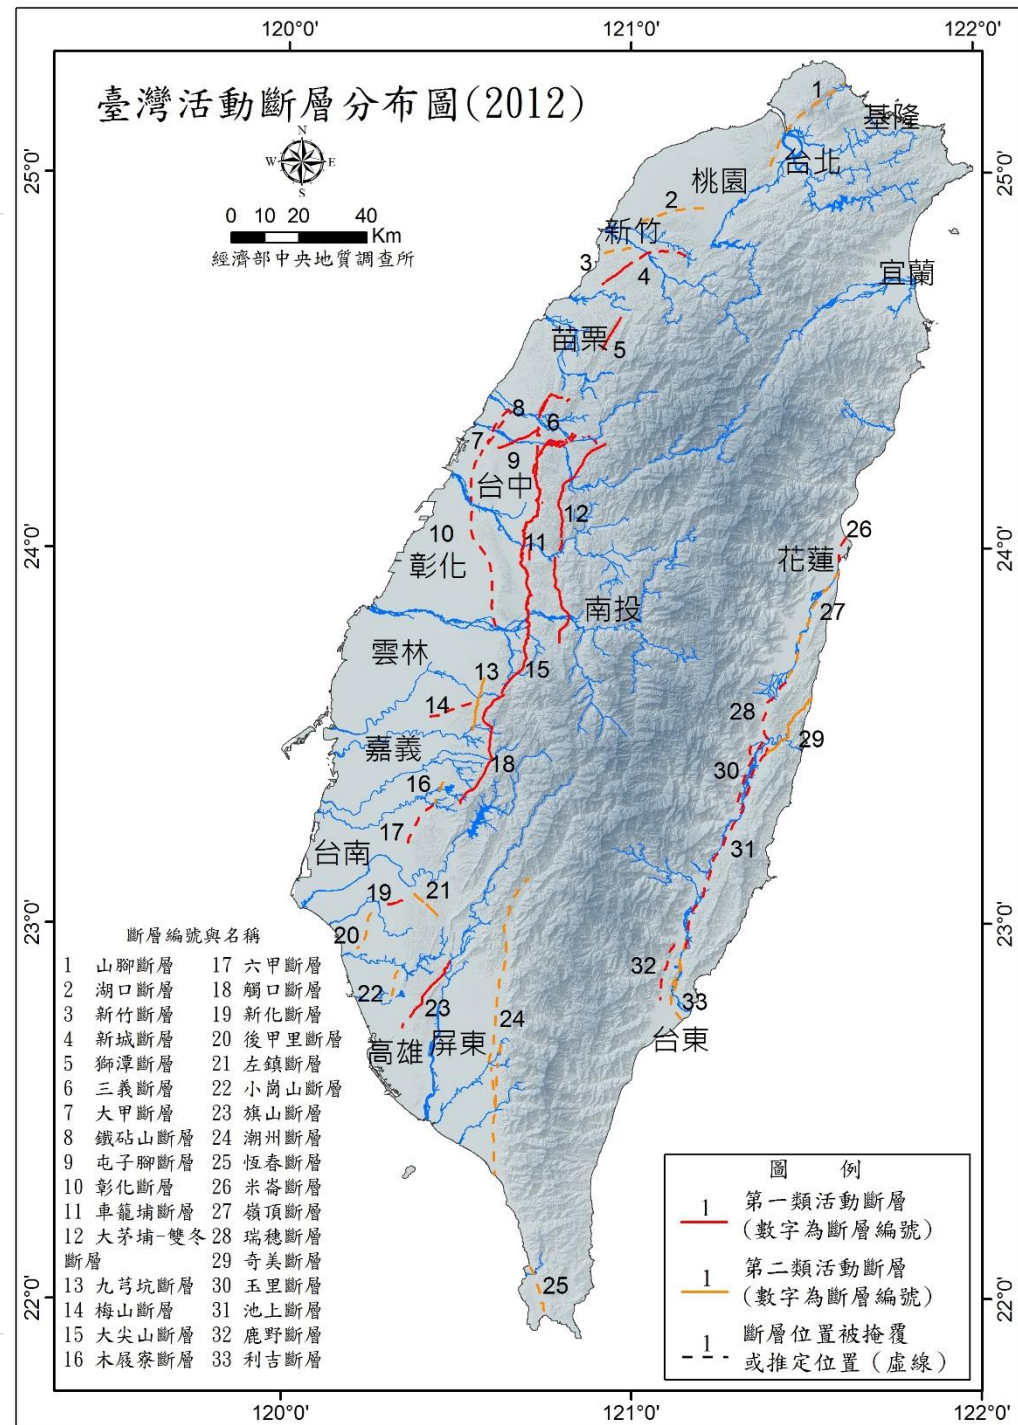 120°0'
121°0'
122°0'
臺灣活動斷層分布圖(2012)
N
W
E
S
0 10 20 40
Km
經濟部中央地質調查所
25°0'
25°0'
24°0'
24°0'
23°0'
23°0'
22°0'
22°0'
1
基隆
台北
桃園
2
新竹
3
4
宜蘭
苗栗
5
8
6
7
9
台中
12
10
11
彰化
26
花蓮
27
南投
雲林
15
13
14
28
29
嘉義
18
30
16
17
31
台南
19
21
20
32
22
23
24
33
高雄
屏東
台東
25
斷層編號與名稱
1 山腳斷層 17 六甲斷層
2 湖口斷層 18 觸口斷層
3 新竹斷層 19 新化斷層
4 新城斷層 20 後甲里斷層
5 獅潭斷層 21 左鎮斷層
6 三義斷層 22 小崗山斷層
7 大甲斷層 23 旗山斷層
8 鐵砧山斷層 24 潮州斷層
9 屯子腳斷層 25 恆春斷層
10 彰化斷層 26 米崙斷層
11 車籠埔斷層 27 嶺頂斷層
12 大茅埔-雙冬 28 瑞穗斷層
斷層 29 奇美斷層
13 九芎坑斷層 30 玉里斷層
14 梅山斷層 31 池上斷層
15 大尖山斷層 32 鹿野斷層
16 木屐寮斷層 33 利吉斷層
圖 例
1 第一類活動斷層
(數字為斷層編號)
1 第二類活動斷層
(數字為斷層編號)
1 斷層位置被掩覆
或推定位置(虛線)
120°0'
121°0'
122°0'